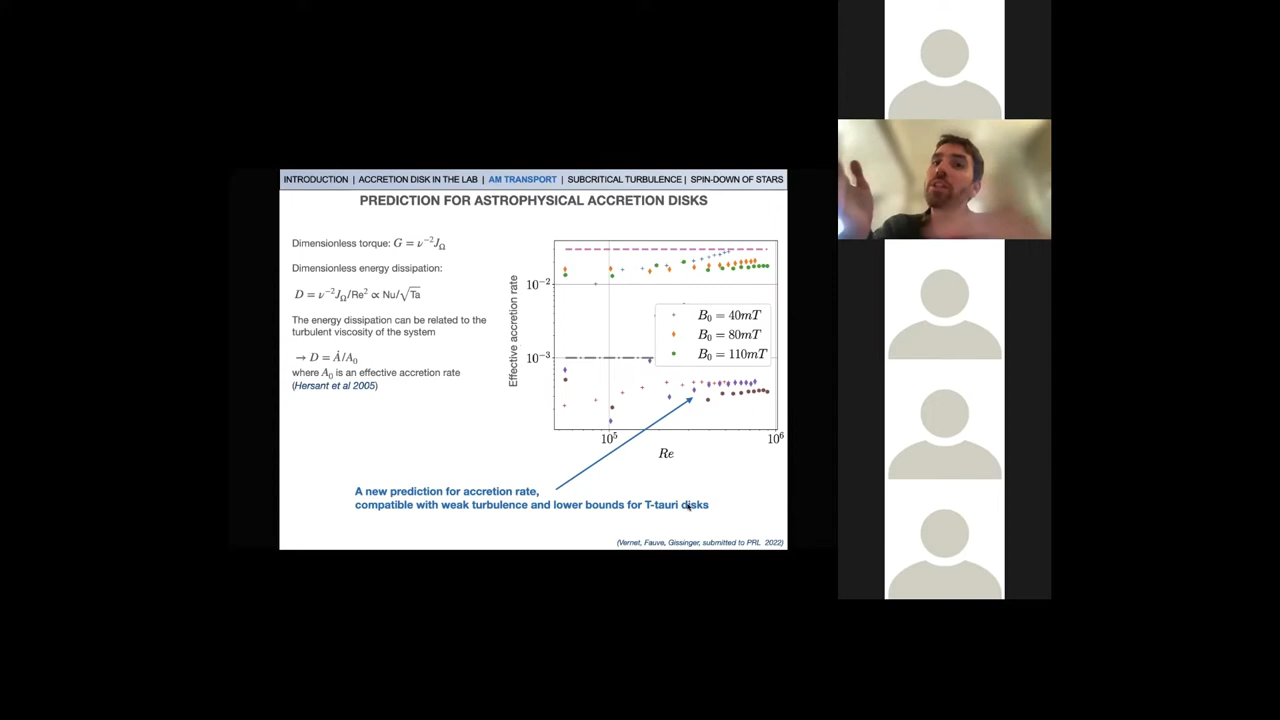 INTRODUCTION | ACCRETION DISK IN THE LAB | AM TRANSPORT | SUBCRITICAL TURBULENCE | SPIN-DOWN OF STARS
PREDICTION FOR ASTROPHYSICAL ACCRETION DISKS
Dimensionless torque: G = ν⁻²J_Ω
Dimensionless energy dissipation:
D = ν⁻²J_Ω/Re² ∝ Nu/√Ta
The energy dissipation can be related to the
turbulent viscosity of the system
→ D = Ȧ/A₀
where A₀ is an effective accretion rate
(Hersant et al 2005)
Effective accretion rate
10⁻²
10⁻³
B₀ = 40mT
B₀ = 80mT
B₀ = 110mT
10⁵
10⁶
Re
A new prediction for accretion rate,
compatible with weak turbulence and lower bounds for T-tauri disks
(Vernet, Fauve, Gissinger, submitted to PRL 2022)